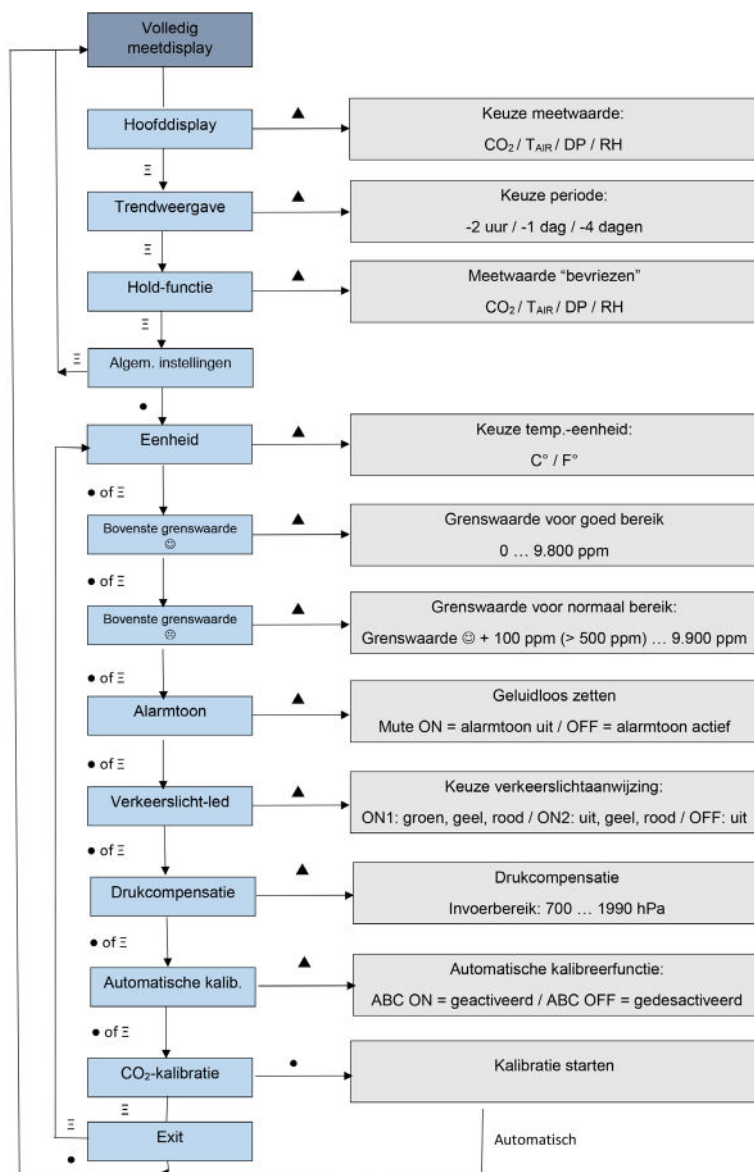 Volledig
meetdisplay
▲
Hoofddisplay
Keuze meetwaarde:
CO₂ / TAIR / DP / RH
Ξ
▲
Trendweergave
Keuze periode:
-2 uur / -1 dag / -4 dagen
Ξ
▲
Hold-functie
Meetwaarde “bevriezen”
CO₂ / TAIR / DP / RH
Ξ
Ξ
Algem. instellingen
●
▲
Eenheid
Keuze temp.-eenheid:
C° / F°
● of Ξ
▲
Bovenste grenswaarde
☺
Grenswaarde voor goed bereik
0 … 9.800 ppm
● of Ξ
▲
Bovenste grenswaarde
☹
Grenswaarde voor normaal bereik:
Grenswaarde ☺ + 100 ppm (> 500 ppm) … 9.900 ppm
● of Ξ
▲
Alarmtoon
Geluidloos zetten
Mute ON = alarmtoon uit / OFF = alarmtoon actief
● of Ξ
▲
Verkeerslicht-led
Keuze verkeerslichtaanwijzing:
ON1: groen, geel, rood / ON2: uit, geel, rood / OFF: uit
● of Ξ
▲
Drukcompensatie
Drukcompensatie
Invoerbereik: 700 … 1990 hPa
● of Ξ
▲
Automatische kalib.
Automatische kalibreerfunctie:
ABC ON = geactiveerd / ABC OFF = gedesactiveerd
● of Ξ
●
CO₂-kalibratie
Kalibratie starten
Ξ
Ξ
Exit
●
Automatisch